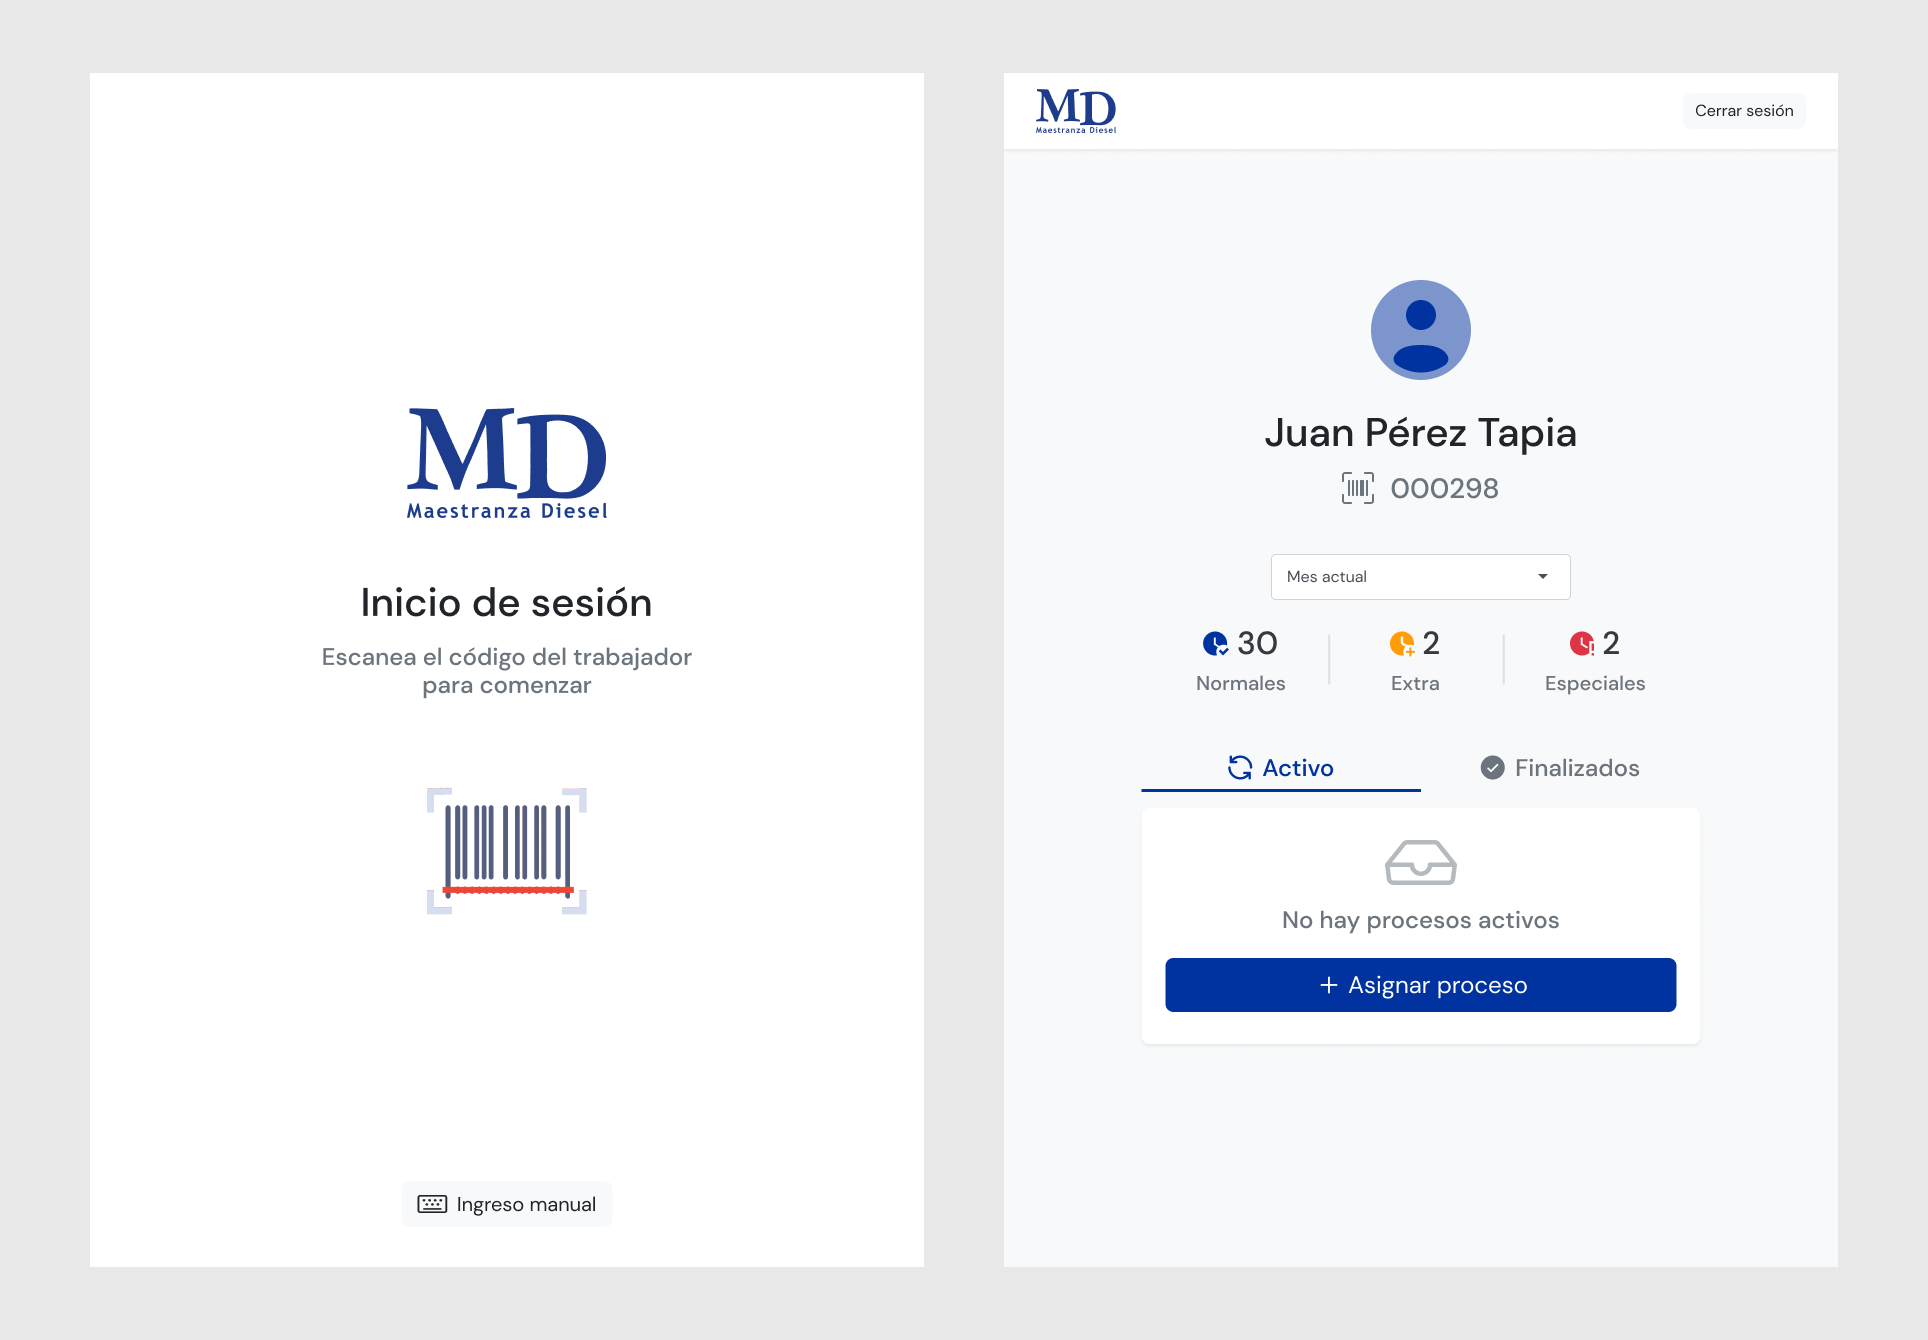 MD
Maestranza Diesel
Inicio de sesión
Escanea el código del trabajador
para comenzar
Ingreso manual
MD
Maestranza Diesel
Cerrar sesión
Juan Pérez Tapia
000298
Mes actual
30
Normales
2
Extra
2
Especiales
Activo
Finalizados
No hay procesos activos
+ Asignar proceso